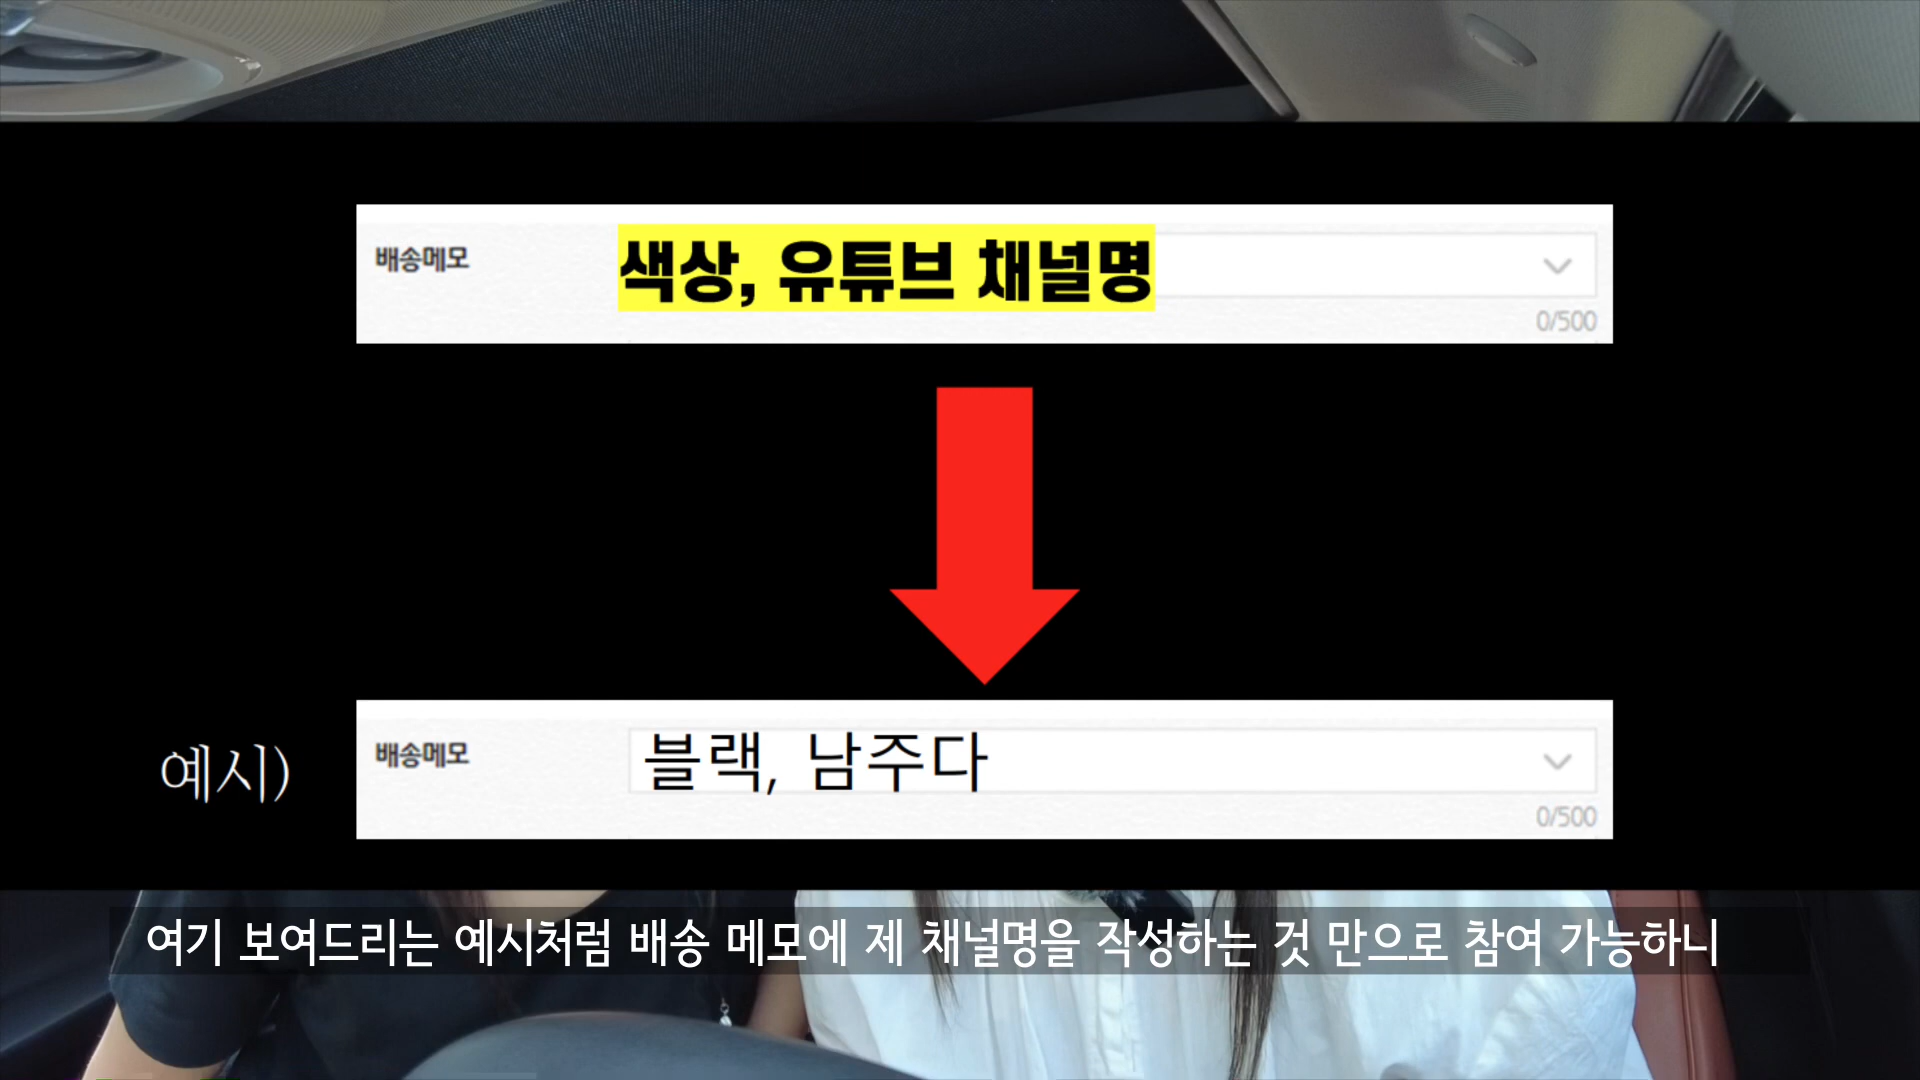 배송메모
색상, 유튜브 채널명
0/500
예시)
배송메모
블랙, 남주다
0/500
여기 보여드리는 예시처럼 배송 메모에 제 채널명을 작성하는 것 만으로 참여 가능하니